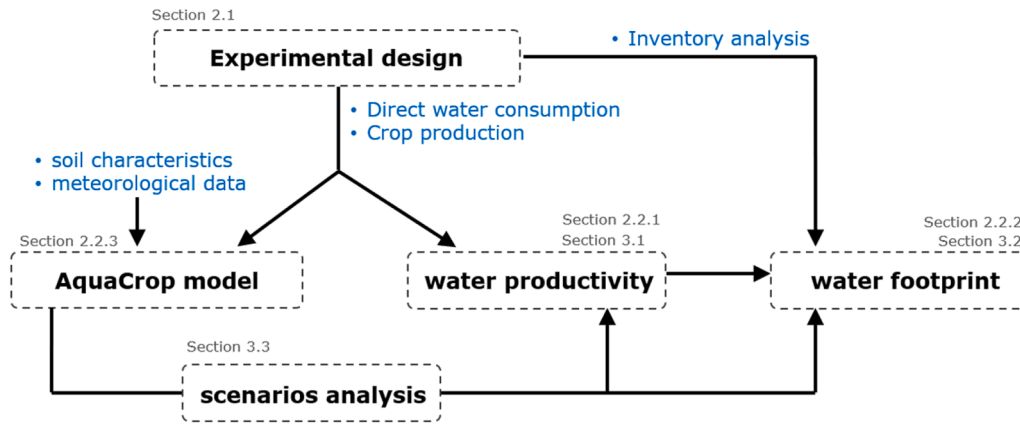 Section 2.1
Experimental design
• Inventory analysis
• Direct water consumption
• Crop production
• soil characteristics
• meteorological data
Section 2.2.3
AquaCrop model
Section 2.2.1
Section 3.1
water productivity
Section 2.2.2
Section 3.2
water footprint
Section 3.3
scenarios analysis